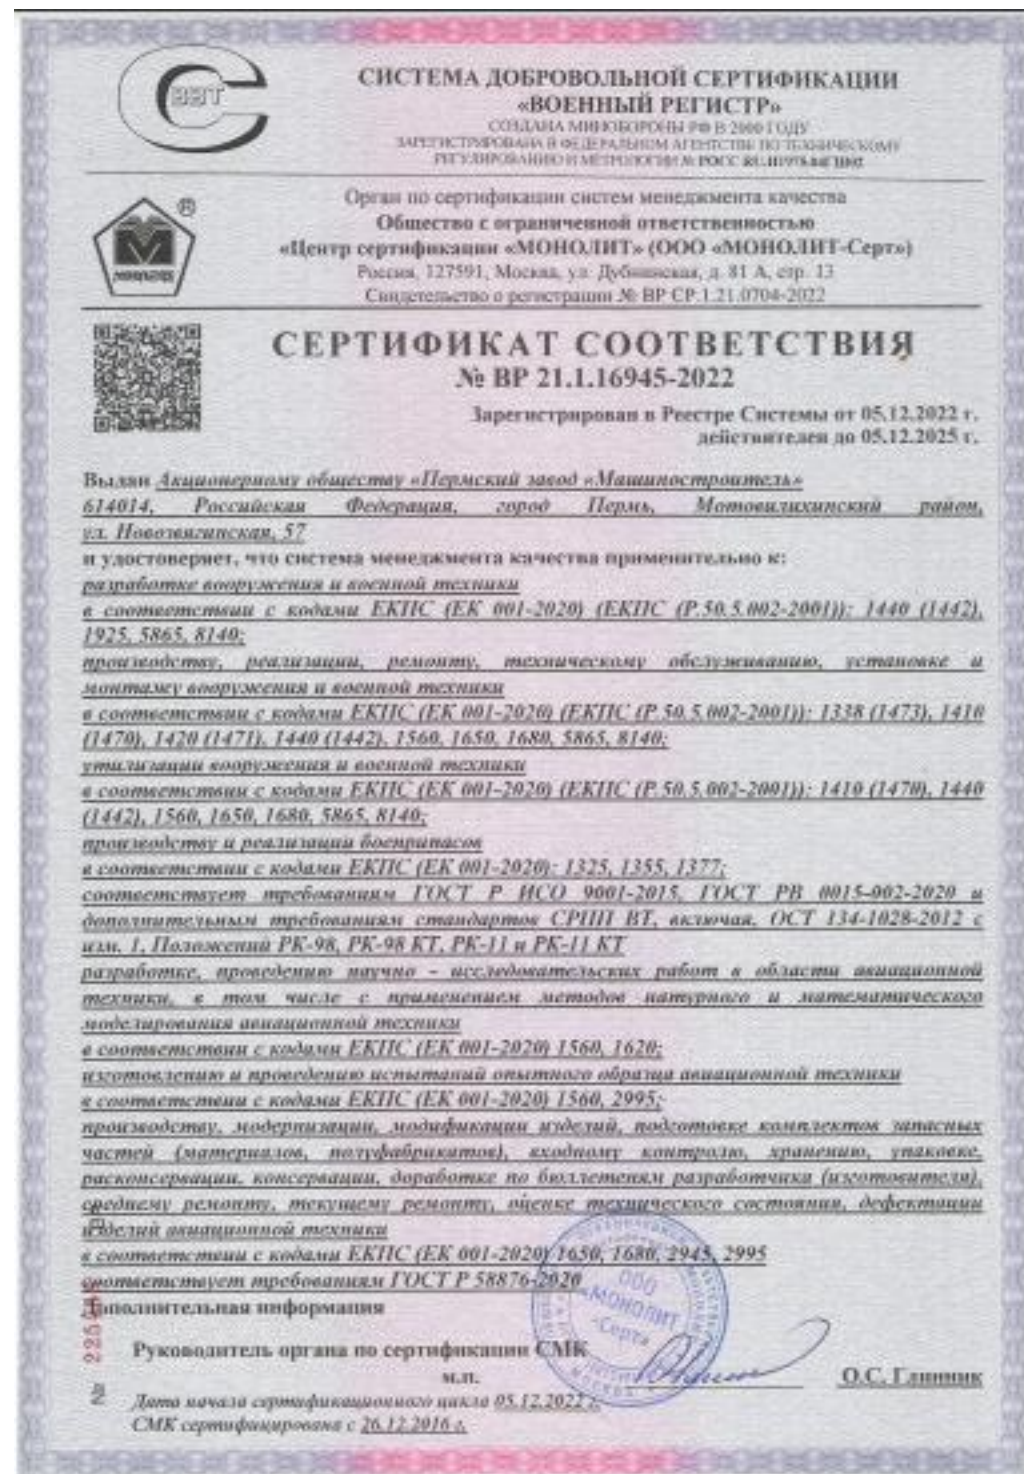 ВВТ
СИСТЕМА ДОБРОВОЛЬНОЙ СЕРТИФИКАЦИИ
«ВОЕННЫЙ РЕГИСТР»
СОЗДАНА МИНОБОРОНЫ РФ В 2000 ГОДУ
ЗАРЕГИСТРИРОВАНА В ФЕДЕРАЛЬНОМ АГЕНТСТВЕ ПО ТЕХНИЧЕСКОМУ
РЕГУЛИРОВАНИЮ И МЕТРОЛОГИИ № РОСС RU.
®
МОНОЛИТ
Орган по сертификации систем менеджмента качества
Общество с ограниченной ответственностью
«Центр сертификации «МОНОЛИТ» (ООО «МОНОЛИТ-Серт»)
Россия, 127591, Москва, ул. Дубнинская, д. 81 А, стр. 13
Свидетельство о регистрации № ВР СР.1.21.0704-2022
СЕРТИФИКАТ СООТВЕТСТВИЯ
№ ВР 21.1.16945-2022
Зарегистрирован в Реестре Системы от 05.12.2022 г.
действителен до 05.12.2025 г.
Выдан Акционерному обществу «Пермский завод «Машиностроитель»
614014, Российская Федерация, город Пермь, Мотовилихинский район,
ул. Новозвягинская, 57
и удостоверяет, что система менеджмента качества применительно к:
разработке вооружения и военной техники
в соответствии с кодами ЕКПС (ЕК 001-2020) (ЕКПС (Р.50.5.002-2001)): 1440 (1442),
1925, 5865, 8140;
производству, реализации, ремонту, техническому обслуживанию, установке и
монтажу вооружения и военной техники
в соответствии с кодами ЕКПС (ЕК 001-2020) (ЕКПС (Р.50.5.002-2001)): 1338 (1473), 1410
(1470), 1420 (1471), 1440 (1442), 1560, 1650, 1680, 5865, 8140;
утилизации вооружения и военной техники
в соответствии с кодами ЕКПС (ЕК 001-2020) (ЕКПС (Р.50.5.002-2001)): 1410 (1470), 1440
(1442), 1560, 1650, 1680, 5865, 8140;
производству и реализации боеприпасов
в соответствии с кодами ЕКПС (ЕК 001-2020): 1325, 1355, 1377;
соответствует требованиям ГОСТ Р ИСО 9001-2015, ГОСТ РВ 0015-002-2020 и
дополнительным требованиям стандартов СРПП ВТ, включая, ОСТ 134-1028-2012 с
изм. 1, Положений РК-98, РК-98 КТ, РК-11 и РК-11 КТ
разработке, проведению научно - исследовательских работ в области авиационной
техники, в том числе с применением методов натурного и математического
моделирования авиационной техники
в соответствии с кодами ЕКПС (ЕК 001-2020) 1560, 1620;
изготовлению и проведению испытаний опытного образца авиационной техники
в соответствии с кодами ЕКПС (ЕК 001-2020) 1560, 2995;
производству, модернизации, модификации изделий, подготовке комплектов запасных
частей (материалов, полуфабрикатов), входному контролю, хранению, упаковке,
расконсервации, консервации, доработке по бюллетеням разработчика (изготовителя),
среднему ремонту, текущему ремонту, оценке технического состояния, дефектации
изделий авиационной техники
в соответствии с кодами ЕКПС (ЕК 001-2020) 1650, 1680, 2945, 2995
соответствует требованиям ГОСТ Р 58876-2020
Дополнительная информация
Руководитель органа по сертификации СМК
м.п.
О.С. Глинник
Дата начала сертификационного цикла 05.12.2022 г.
СМК сертифицирована с 26.12.2016 г.
ООО
«МОНОЛИТ
-Серт»
№